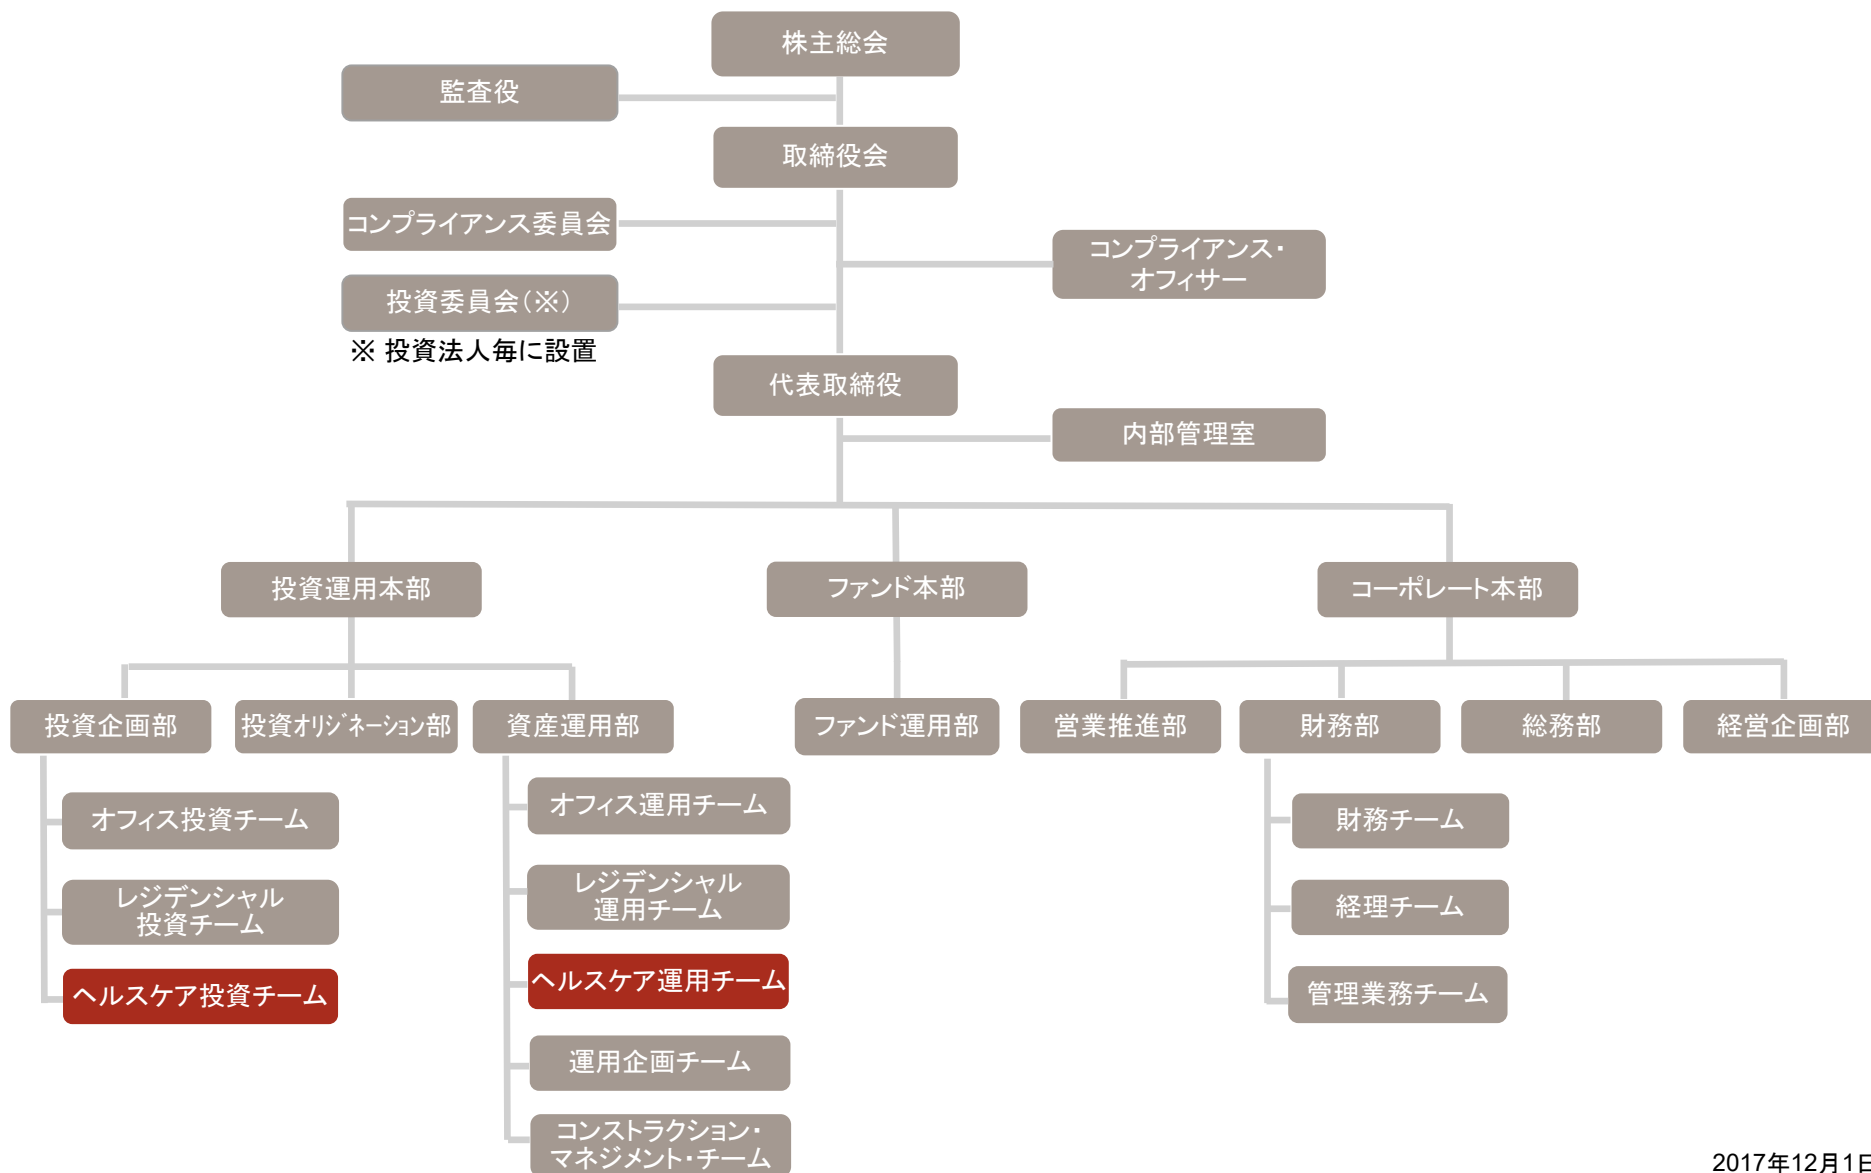 株主総会
監査役
取締役会
コンプライアンス委員会
コンプライアンス・
オフィサー
投資委員会(※)
※ 投資法人毎に設置
代表取締役
内部管理室
投資運用本部
ファンド本部
コーポレート本部
投資企画部
投資オリジネーション部
資産運用部
ファンド運用部
営業推進部
財務部
総務部
経営企画部
オフィス投資チーム
レジデンシャル
投資チーム
ヘルスケア投資チーム
オフィス運用チーム
レジデンシャル
運用チーム
ヘルスケア運用チーム
運用企画チーム
コンストラクション・
マネジメント・チーム
財務チーム
経理チーム
管理業務チーム
2017年12月1日